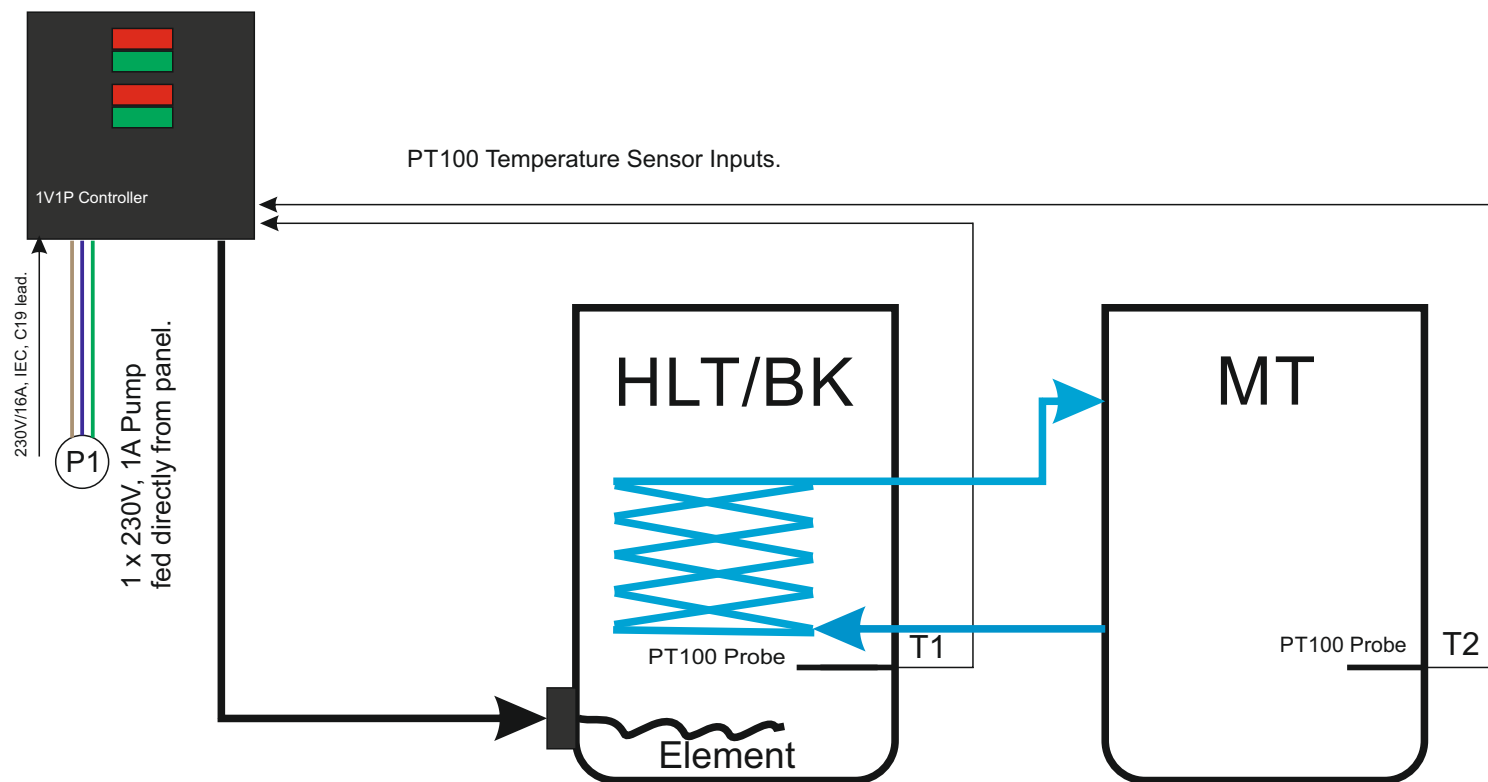 PT100 Temperature Sensor Inputs.
1V1P Controller
230V/16A, IEC, C19 lead.
P1
1 x 230V, 1A Pump
fed directly from panel.
HLT/BK
MT
T1
PT100 Probe
T2
PT100 Probe
Element